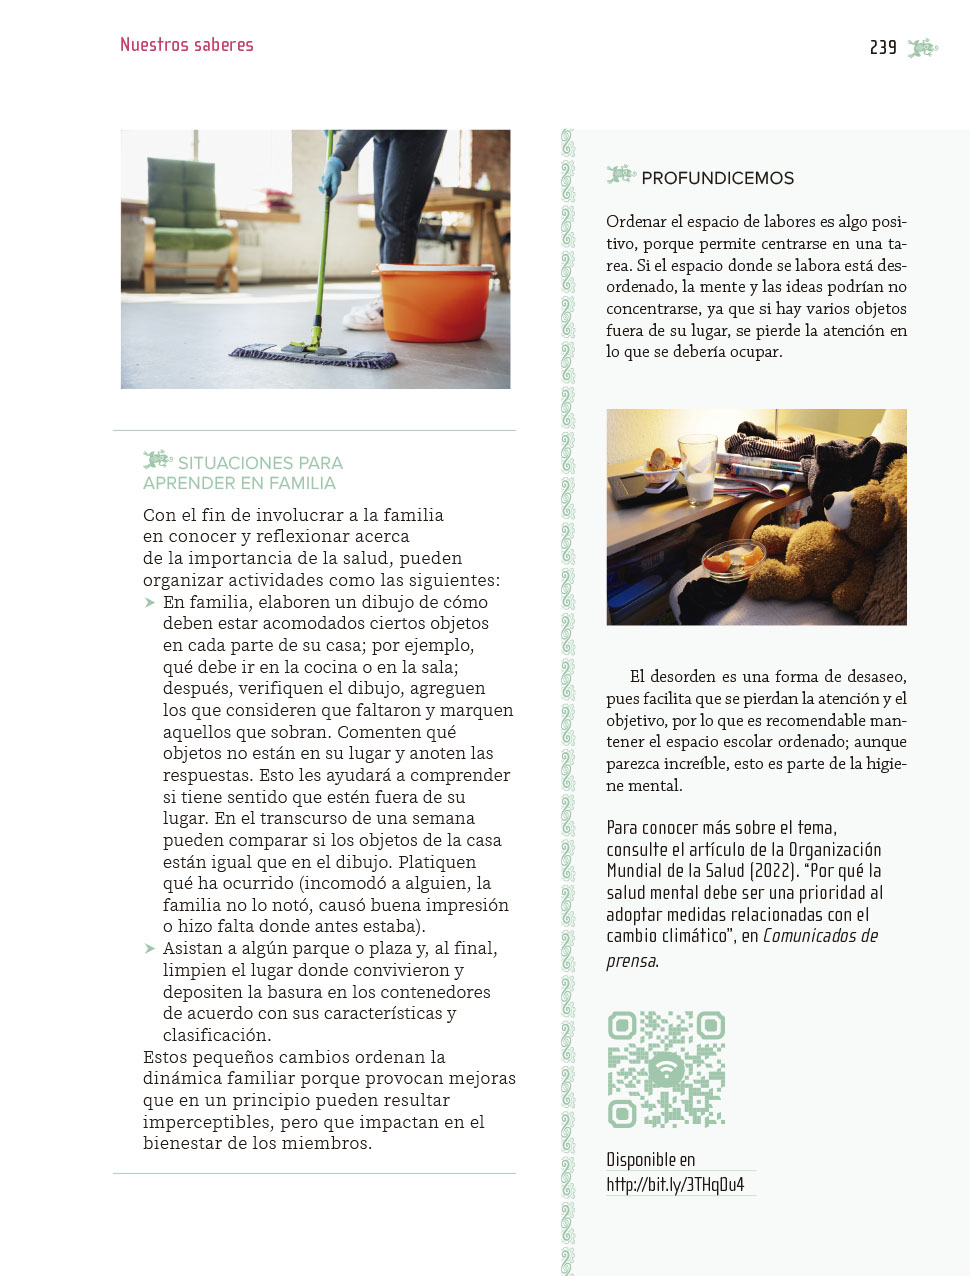 Nuestros saberes
239
SITUACIONES PARA
APRENDER EN FAMILIA
Con el fin de involucrar a la familia
en conocer y reflexionar acerca
de la importancia de la salud, pueden
organizar actividades como las siguientes:
➤ En familia, elaboren un dibujo de cómo
deben estar acomodados ciertos objetos
en cada parte de su casa; por ejemplo,
qué debe ir en la cocina o en la sala;
después, verifiquen el dibujo, agreguen
los que consideren que faltaron y marquen
aquellos que sobran. Comenten qué
objetos no están en su lugar y anoten las
respuestas. Esto les ayudará a comprender
si tiene sentido que estén fuera de su
lugar. En el transcurso de una semana
pueden comparar si los objetos de la casa
están igual que en el dibujo. Platiquen
qué ha ocurrido (incomodó a alguien, la
familia no lo notó, causó buena impresión
o hizo falta donde antes estaba).
➤ Asistan a algún parque o plaza y, al final,
limpien el lugar donde convivieron y
depositen la basura en los contenedores
de acuerdo con sus características y
clasificación.
Estos pequeños cambios ordenan la
dinámica familiar porque provocan mejoras
que en un principio pueden resultar
imperceptibles, pero que impactan en el
bienestar de los miembros.
PROFUNDICEMOS
Ordenar el espacio de labores es algo posi-
tivo, porque permite centrarse en una ta-
rea. Si el espacio donde se labora está des-
ordenado, la mente y las ideas podrían no
concentrarse, ya que si hay varios objetos
fuera de su lugar, se pierde la atención en
lo que se debería ocupar.
El desorden es una forma de desaseo,
pues facilita que se pierdan la atención y el
objetivo, por lo que es recomendable man-
tener el espacio escolar ordenado; aunque
parezca increíble, esto es parte de la higie-
ne mental.
Para conocer más sobre el tema,
consulte el artículo de la Organización
Mundial de la Salud (2022). “Por qué la
salud mental debe ser una prioridad al
adoptar medidas relacionadas con el
cambio climático”, en Comunicados de
prensa.
Disponible en
http://bit.ly/3THqDu4